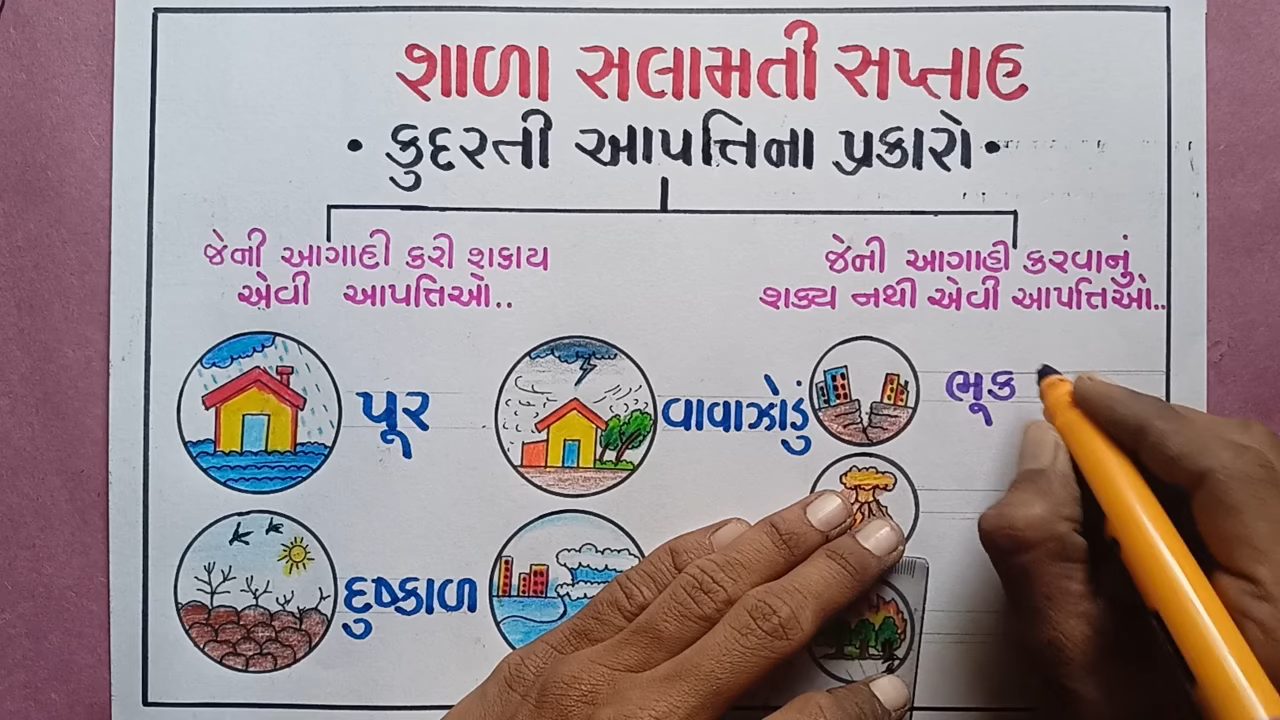 શાળા સલામતી સપ્તાહ
• કુદરતી આપત્તિના પ્રકારો •
જેની આગાહી કરી શકાય
એવી આપત્તિઓ..
જેની આગાહી કરવાનું
શક્ય નથી એવી આપત્તિઓ..
પૂર
વાવાઝોડું
ભૂક
દુષ્કાળ